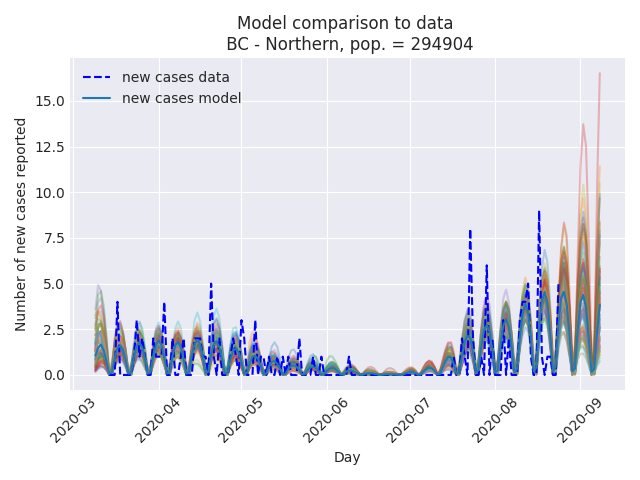 Model comparison to data
BC - Northern, pop. = 294904
new cases data
new cases model
Number of new cases reported
15.0
12.5
10.0
7.5
5.0
2.5
0.0
2020-03
2020-04
2020-05
2020-06
2020-07
2020-08
2020-09
Day